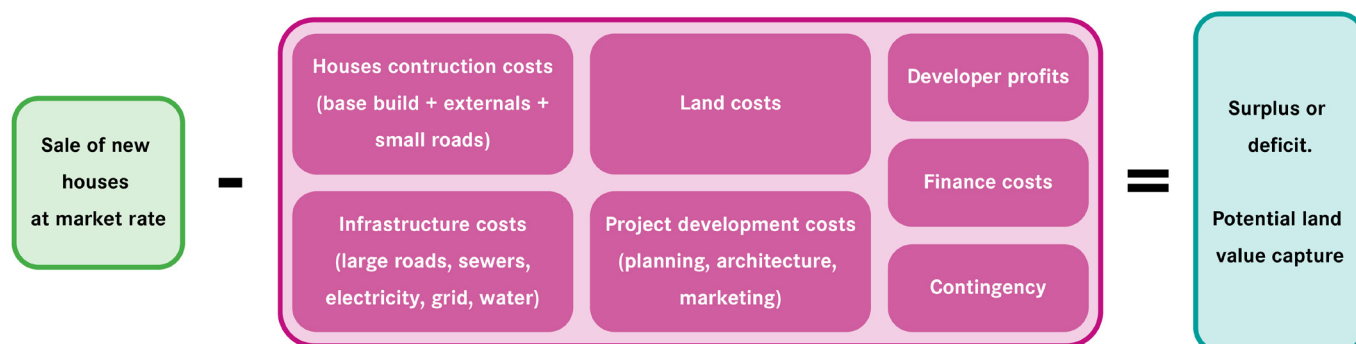 Sale of new
houses
at market rate
-
Houses contruction costs
(base build + externals +
small roads)
Land costs
Developer profits
Finance costs
Infrastructure costs
(large roads, sewers,
electricity, grid, water)
Project development costs
(planning, architecture,
marketing)
Contingency
=
Surplus or
deficit.
Potential land
value capture